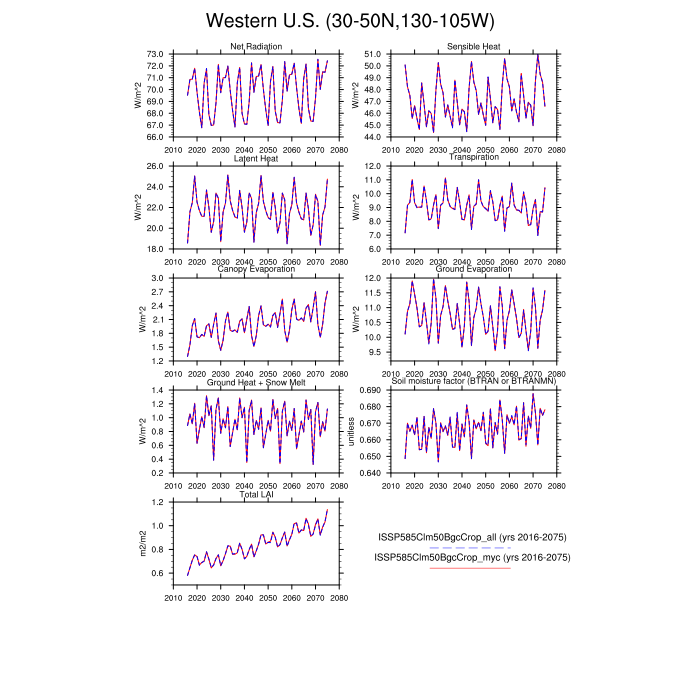 Western U.S. (30-50N,130-105W)
Net Radiation
Sensible Heat
73.0
72.0
71.0
70.0
69.0
68.0
67.0
66.0
W/m^2
2010 2020 2030 2040 2050 2060 2070 2080
51.0
50.0
49.0
48.0
47.0
46.0
45.0
44.0
W/m^2
2010 2020 2030 2040 2050 2060 2070 2080
Latent Heat
Transpiration
26.0
24.0
22.0
20.0
18.0
W/m^2
2010 2020 2030 2040 2050 2060 2070 2080
12.0
11.0
10.0
9.0
8.0
7.0
6.0
W/m^2
2010 2020 2030 2040 2050 2060 2070 2080
Canopy Evaporation
Ground Evaporation
3.0
2.7
2.4
2.1
1.8
1.5
1.2
W/m^2
2010 2020 2030 2040 2050 2060 2070 2080
12.0
11.5
11.0
10.5
10.0
9.5
W/m^2
2010 2020 2030 2040 2050 2060 2070 2080
Ground Heat + Snow Melt
Soil moisture factor (BTRAN or BTRANMN)
1.4
1.2
1.0
0.8
0.6
0.4
0.2
W/m^2
2010 2020 2030 2040 2050 2060 2070 2080
0.690
0.680
0.670
0.660
0.650
0.640
unitless
2010 2020 2030 2040 2050 2060 2070 2080
Total LAI
1.2
1.0
0.8
0.6
m2/m2
2010 2020 2030 2040 2050 2060 2070 2080
ISSP585Clm50BgcCrop_all (yrs 2016-2075)
ISSP585Clm50BgcCrop_myc (yrs 2016-2075)